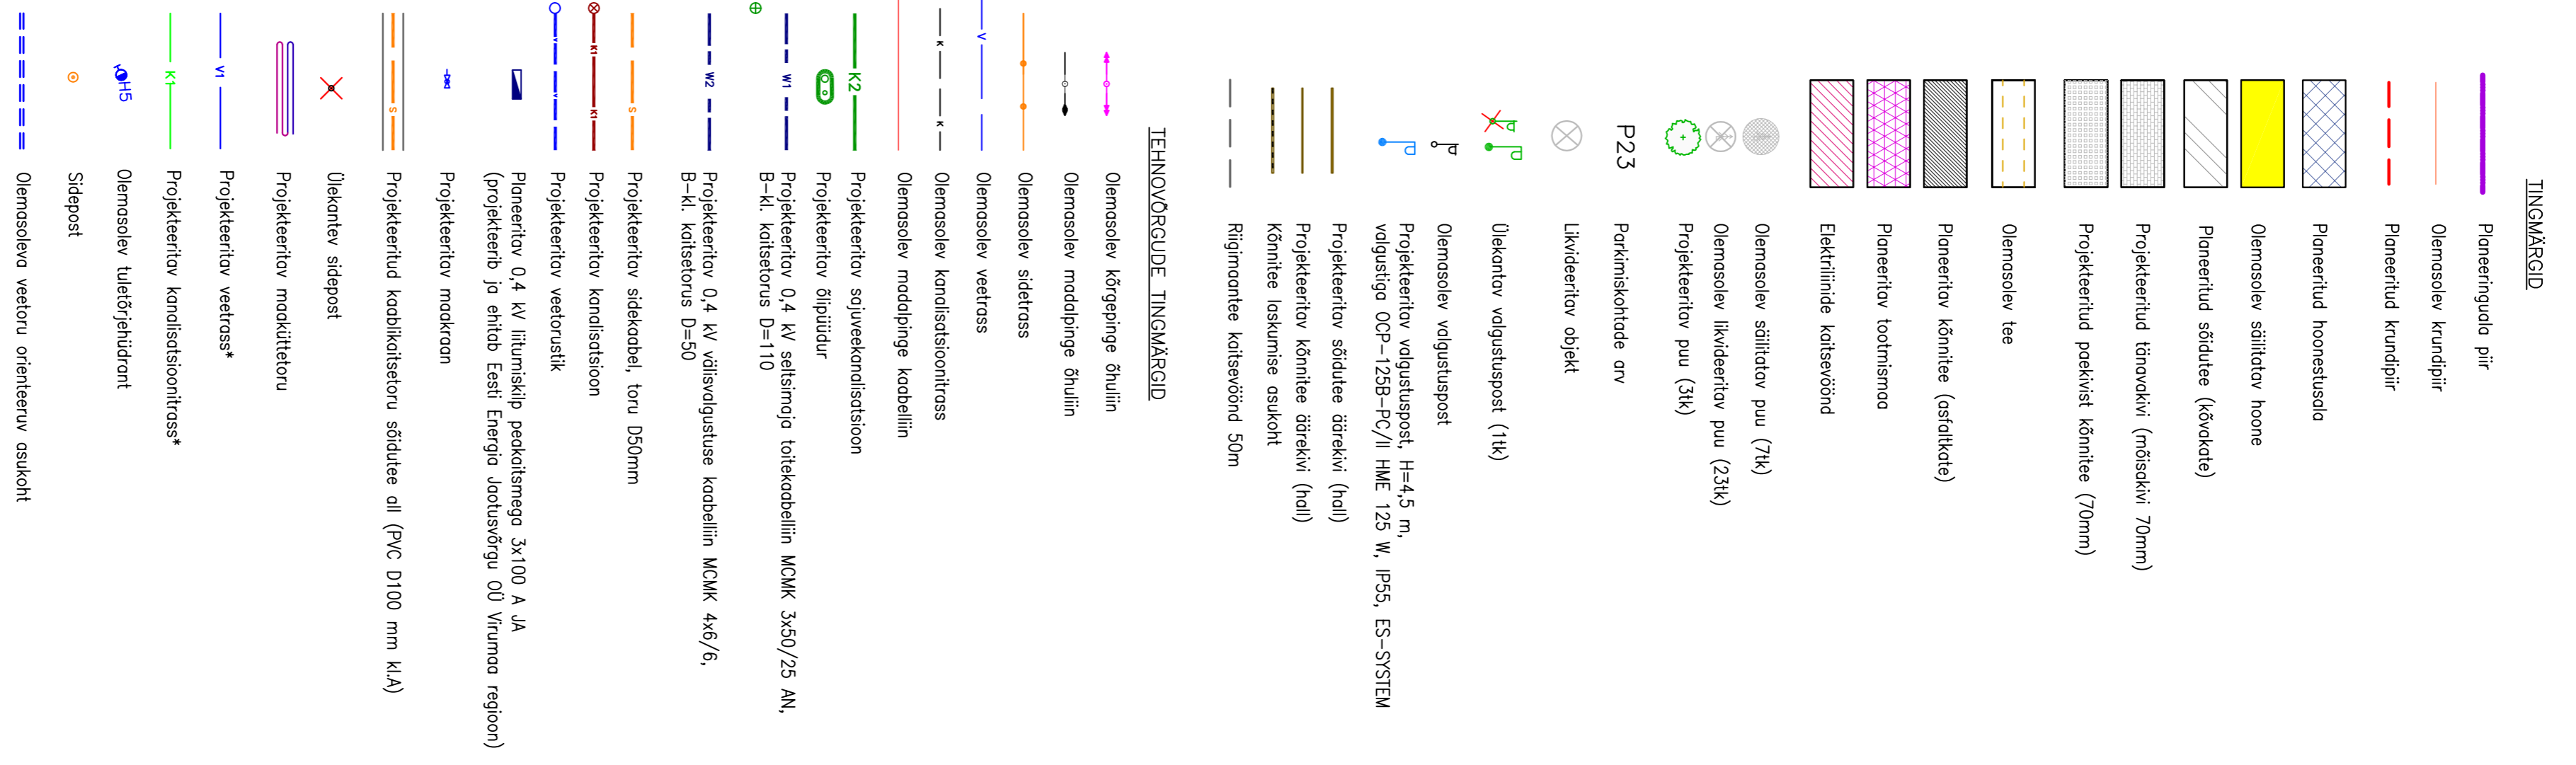 TINGMÄRGID
Planeeringuala piir
Olemasolev krundipiir
Planeeritud krundipiir
Planeeritud hoonestusala
Olemasolev säilitatav hoone
Planeeritud sõidutee (kõvakate)
Projekteeritud tänavakivi (mõisakivi 70mm)
Projekteeritud paekivist kõnnitee (70mm)
Olemasolev tee
Planeeritav kõnnitee (asfaltkate)
Planeeritav tootmismaa
Elektriliinide kaitsevöönd
Olemasolev säilitatav puu (7tk)
Olemasolev likvideeritav puu (23tk)
Projekteeritav puu (3tk)
P23 Parkimiskohtade arv
Likvideeritav objekt
Ülekantav valgustuspost (1tk)
Olemasolev valgustuspost
Projekteeritav valgustuspost, H=4,5 m,
valgustiga OCP-125B-PC/II HME 125 W, IP55, ES-SYSTEM
Projekteeritav sõidutee äärekivi (hall)
Projekteeritav kõnnitee äärekivi (hall)
Kõnnitee laskumise asukoht
Riigimaantee kaitsevöönd 50m
TEHNOVÕRGUDE TINGMÄRGID
Olemasolev kõrgepinge õhuliin
Olemasolev madalpinge õhuliin
Olemasolev sidetrass
V Olemasolev veetrass
K K Olemasolev kanalisatsioonitrass
Olemasolev madalpinge kaabelliin
K2 Projekteeritav sajuveekanalisatsioon
Projekteeritav õlipüüdur
W1 Projekteeritav 0,4 kV seltsimaja toitekaabelliin MCMK 3x50/25 AN,
B-kl. kaitsetorus D=110
W2 Projekteeritav 0,4 kV välisvalgustuse kaabelliin MCMK 4x6/6,
B-kl. kaitsetorus D=50
S Projekteeritav sidekaabel, toru D50mm
K1 K1 Projekteeritav kanalisatsioon
V V Projekteeritav veetorustik
Planeeritav 0,4 kV liitumiskilp peakaitsmega 3x100 A JA
(projekteerib ja ehitab Eesti Energia Jaotusvõrgu OÜ Virumaa regioon)
Projekteeritav maakraan
S Projekteeritud kaablikaitsetoru sõidutee all (PVC D100 mm kl.A)
Ülekantev sidepost
Projekteeritav maaküttetoru
V1 Projekteeritav veetrass*
K1 Projekteeritav kanalisatsioonitrass*
H5 Olemasolev tuletõrjehüdrant
Sidepost
Olemasoleva veetoru orienteeruv asukoht